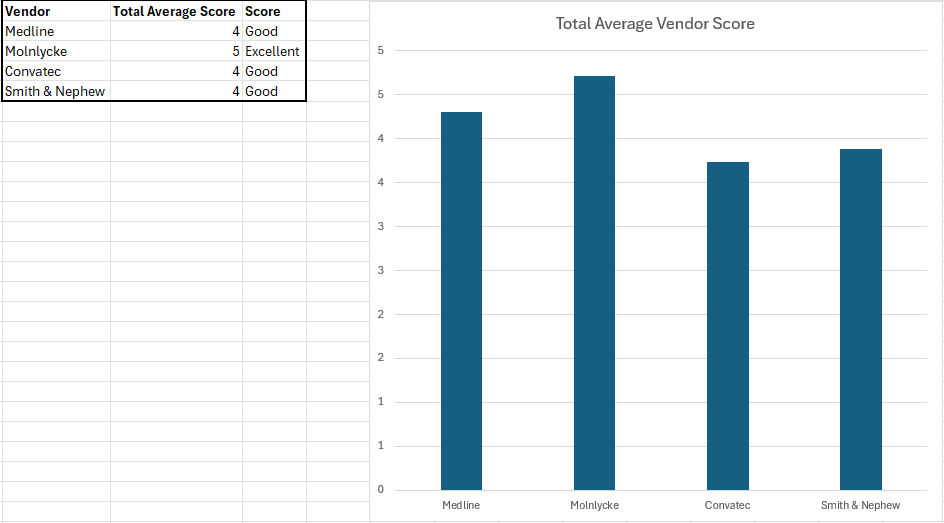 Vendor Total Average Score Score
Medline 4 Good
Molnlycke 5 Excellent
Convatec 4 Good
Smith & Nephew 4 Good
Total Average Vendor Score
5
5
4
4
3
3
2
2
1
1
0
Medline Molnlycke Convatec Smith & Nephew